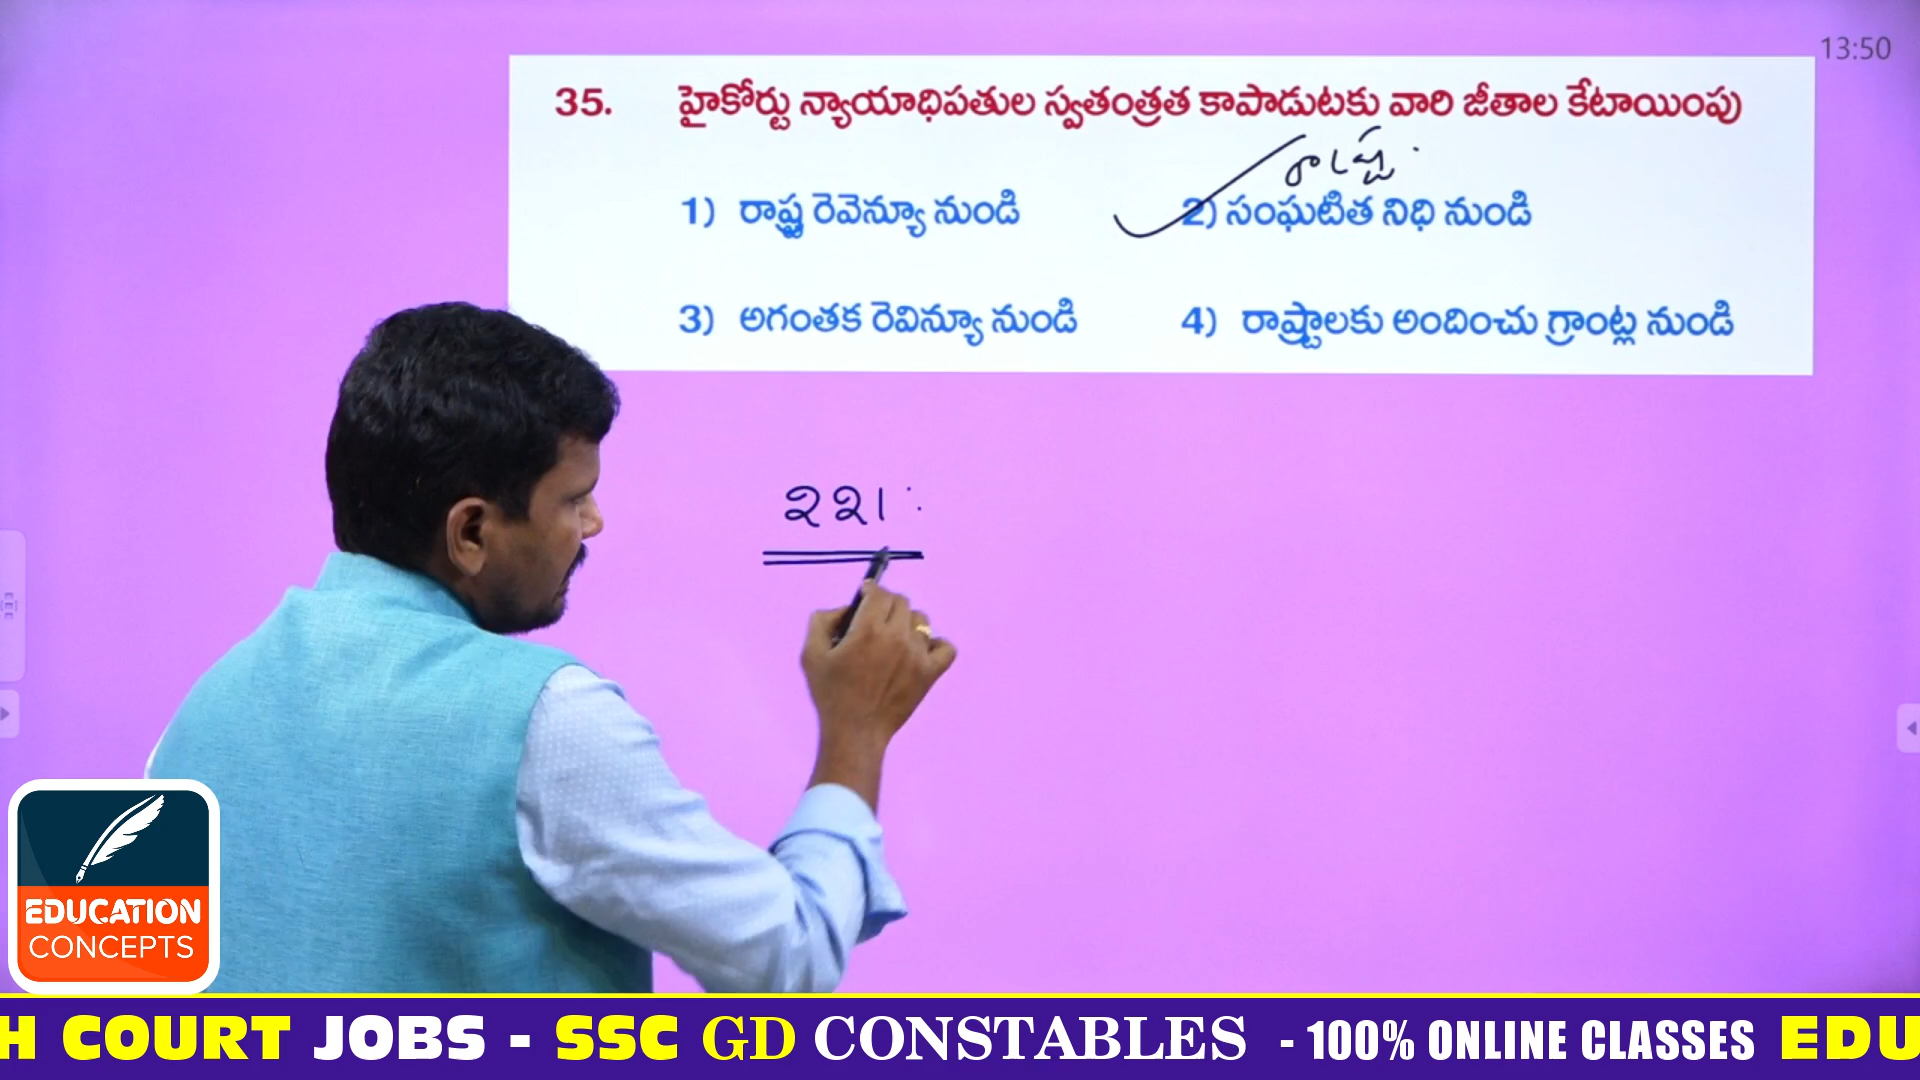 13:50
35. హైకోర్టు న్యాయాధిపతుల స్వతంత్రత కాపాడుటకు వారి జీతాల కేటాయింపు
1) రాష్ట్ర రెవెన్యూ నుండి
2) సంఘటిత నిధి నుండి
3) అగంతక రెవిన్యూ నుండి
4) రాష్ట్రాలకు అందించు గ్రాంట్ల నుండి
221 :
EDUCATION
CONCEPTS
H COURT JOBS - SSC GD CONSTABLES - 100% ONLINE CLASSES EDU